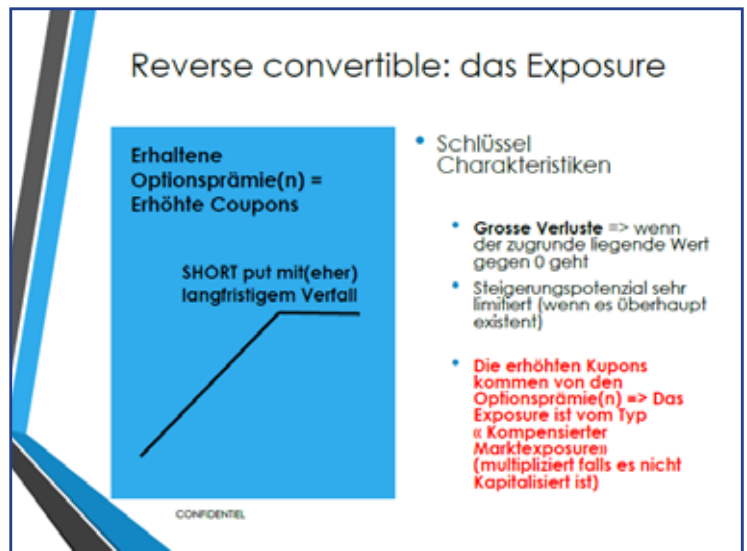 Reverse convertible: das Exposure
Erhaltene
Optionsprämie(n) =
Erhöhte Coupons
SHORT put mit(eher)
langfristigem Verfall
• Schlüssel
Charakteristiken
• Grosse Verluste => wenn
der zugrunde liegende Wert
gegen 0 geht
• Steigerungspotenzial sehr
limitiert (wenn es überhaupt
existent)
• Die erhöhten Kupons
kommen von den
Optionsprämie(n) => Das
Exposure ist vom Typ
« Kompensierter
Marktexposure»
(multipliziert falls es nicht
Kapitalisiert ist)
CONFIDENTIEL